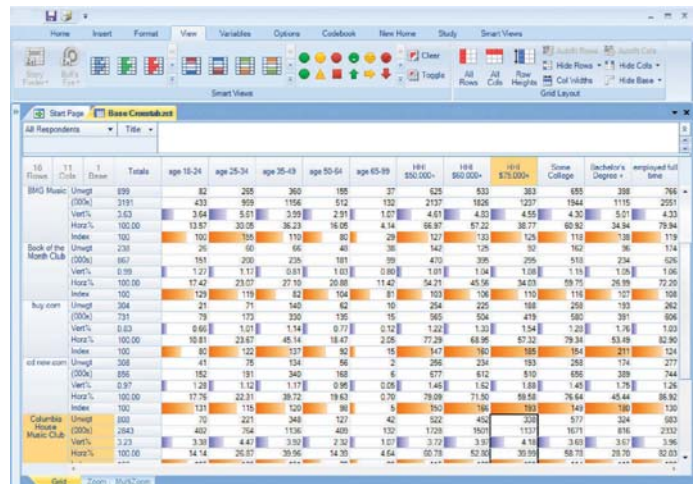 Home Insert Format View Variables Options Codebook New Home Study Smart Views
Clear
Toggle
All Rows
All Cols
Row Heights
Hide Rows Hide Cols
Col Widths Hide Base
Smart Views Grid Layout
Start Page Base Crosstab.xct
All Respondents Title
16 Rows 11 Cols 1 Base Totals age 18-24 age 25-34 age 35-49 age 50-64 age 65-99 HHI $50,000+ HHI $60,000+ HHI $75,000+ Some College Bachelor's Degree + employed full time
BMG Music Unwgt 899 82 265 360 155 37 625 533 383 655 398 766
(000s) 3191 433 959 1156 512 132 2137 1826 1237 1944 1115 2551
Vert% 3.63 3.64 5.61 3.99 2.91 1.07 4.61 4.83 4.55 4.30 5.01 4.33
Horz% 100.00 13.57 30.05 36.23 16.05 4.14 66.97 57.22 38.77 60.92 34.94 79.94
Index 100 100 155 110 80 29 127 133 125 118 138 119
Book of the Month Club Unwgt 238 26 60 66 48 38 142 125 92 162 96 174
(000s) 867 151 200 235 181 99 470 395 295 518 234 626
Vert% 0.99 1.27 1.17 0.81 1.03 0.80 1.01 1.04 1.08 1.15 1.05 1.06
Horz% 100.00 17.42 23.07 27.10 20.88 11.42 54.21 45.56 34.03 59.75 26.99 72.20
Index 100 129 119 82 104 81 103 106 110 116 107 108
buy.com Unwgt 304 21 71 140 62 10 254 225 188 258 193 262
(000s) 731 79 173 330 135 15 565 504 419 580 391 606
Vert% 0.83 0.66 1.01 1.14 0.77 0.12 1.22 1.33 1.54 1.28 1.76 1.03
Horz% 100.00 10.81 23.67 45.14 18.47 2.05 77.29 68.95 57.32 79.34 53.49 82.90
Index 100 80 122 137 92 15 147 160 185 154 211 124
cd now.com Unwgt 308 41 75 134 56 2 256 234 193 258 174 277
(000s) 856 152 191 340 168 6 677 612 510 656 389 744
Vert% 0.97 1.28 1.12 1.17 0.95 0.05 1.46 1.62 1.88 1.45 1.75 1.26
Horz% 100.00 17.76 22.31 39.72 19.63 0.70 79.09 71.50 59.58 76.64 45.44 86.92
Index 100 131 115 120 98 5 150 166 193 149 180 130
Columbia House Music Club Unwgt 808 70 221 348 127 42 522 452 338 577 324 683
(000s) 2843 402 764 1136 409 132 1728 1501 1137 1671 816 2332
Vert% 3.23 3.38 4.47 3.92 2.32 1.07 3.72 3.97 4.18 3.69 3.67 3.96
Horz% 100.00 14.14 26.87 39.96 14.39 4.64 60.78 52.80 39.99 58.78 28.70 82.03
Grid Zoom MultiZoom